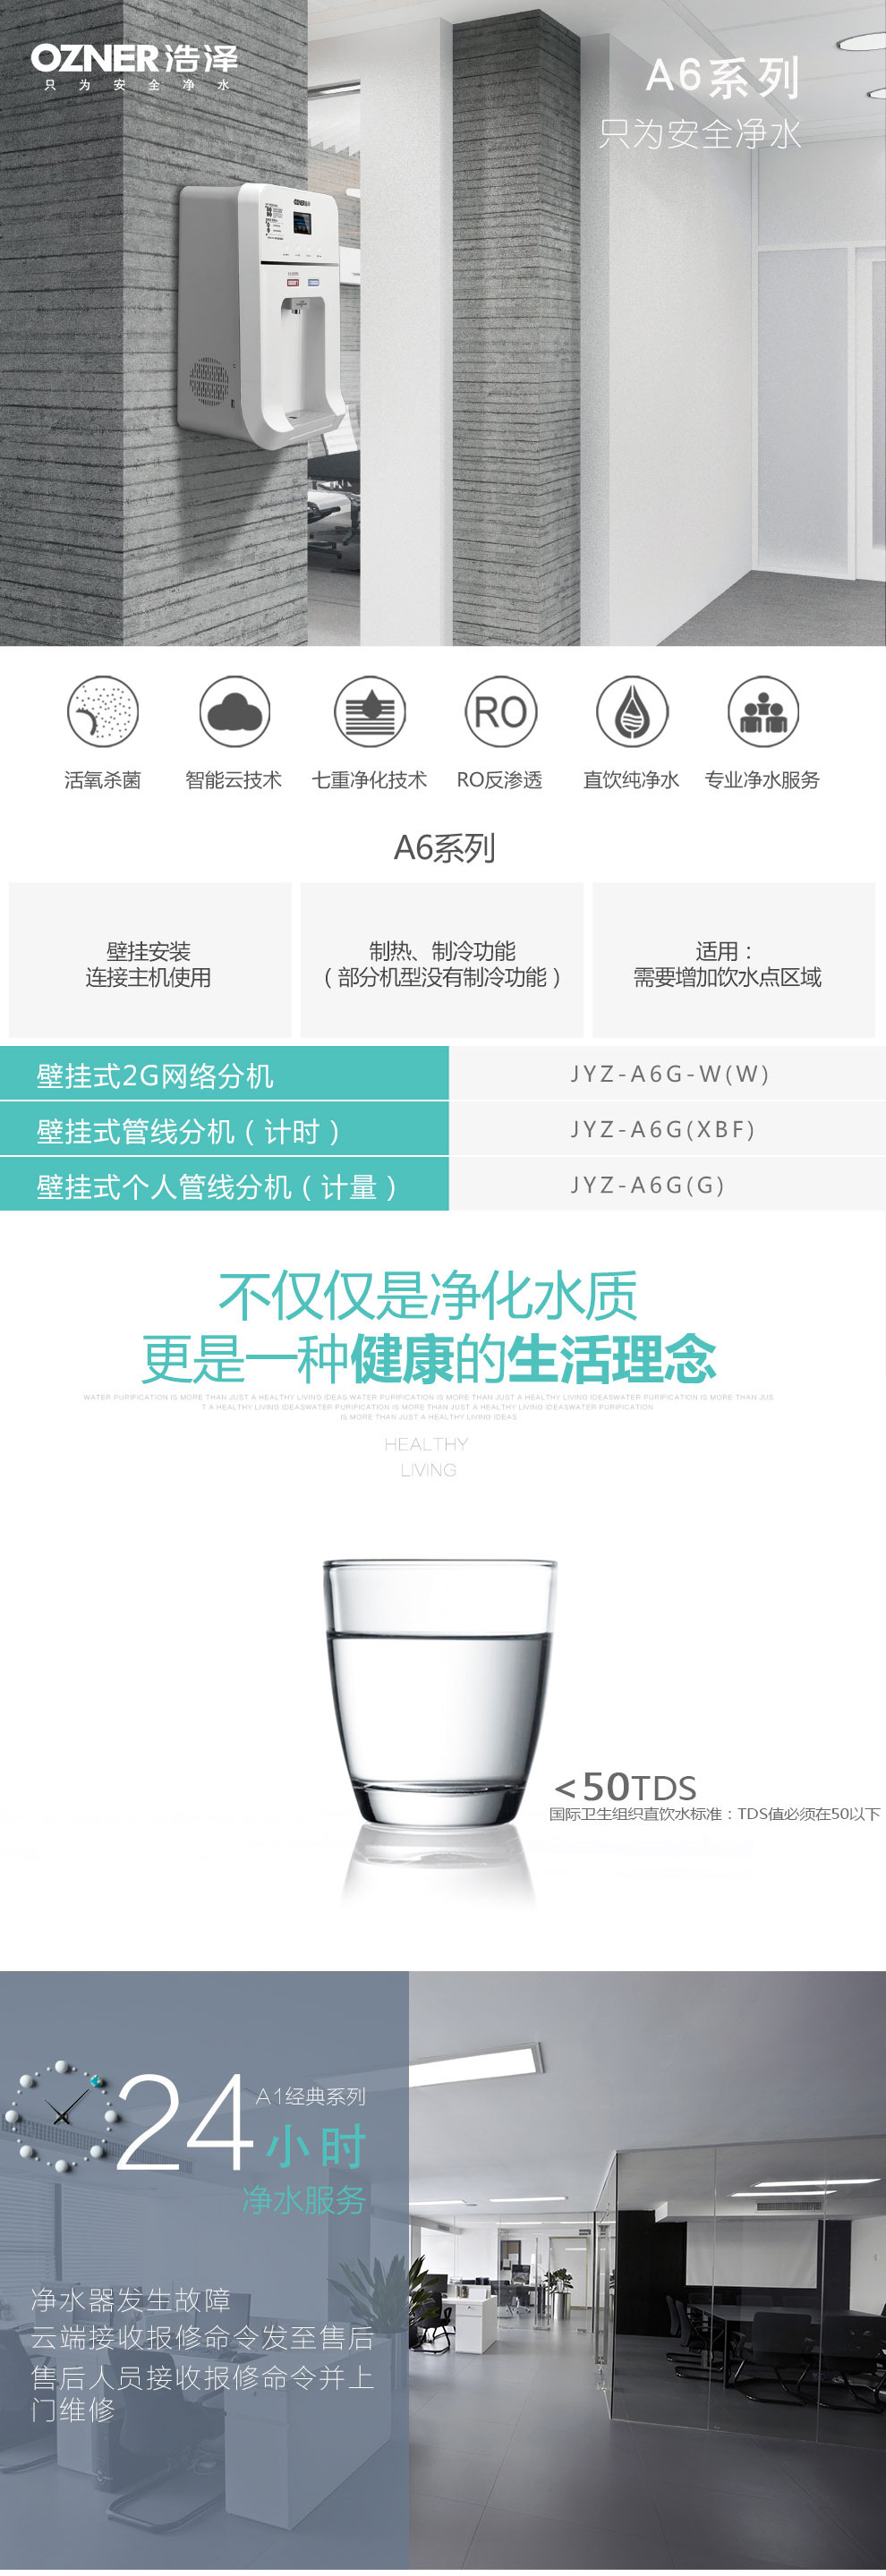 OZNER浩泽
只为安全净水
A6系列
只为安全净水
OZNER
活氧杀菌
智能云技术
七重净化技术
RO
RO反渗透
直饮纯净水
专业净水服务
A6系列
壁挂安装
连接主机使用
制热、制冷功能
（部分机型没有制冷功能）
适用：
需要增加饮水点区域
壁挂式2G网络分机
JYZ-A6G-W(W)
壁挂式管线分机（计时）
JYZ-A6G(XBF)
壁挂式个人管线分机（计量）
JYZ-A6G(G)
不仅仅是净化水质
更是一种健康的生活理念
WATER PURIFICATION IS MORE THAN JUST A HEALTHY LIVING IDEAS WATER PURIFICATION IS MORE THAN JUST A HEALTHY LIVING IDEASWATER PURIFICATION IS MORE THAN JUS
T A HEALTHY LIVING IDEASWATER PURIFICATION IS MORE THAN JUST A HEALTHY LIVING IDEASWATER PURIFICATION
IS MORE THAN JUST A HEALTHY LIVING IDEAS
HEALTHY
LIVING
<50TDS
国际卫生组织直饮水标准：TDS值必须在50以下
24
A1经典系列
小时
净水服务
净水器发生故障
云端接收报修命令发至售后
售后人员接收报修命令并上
门维修